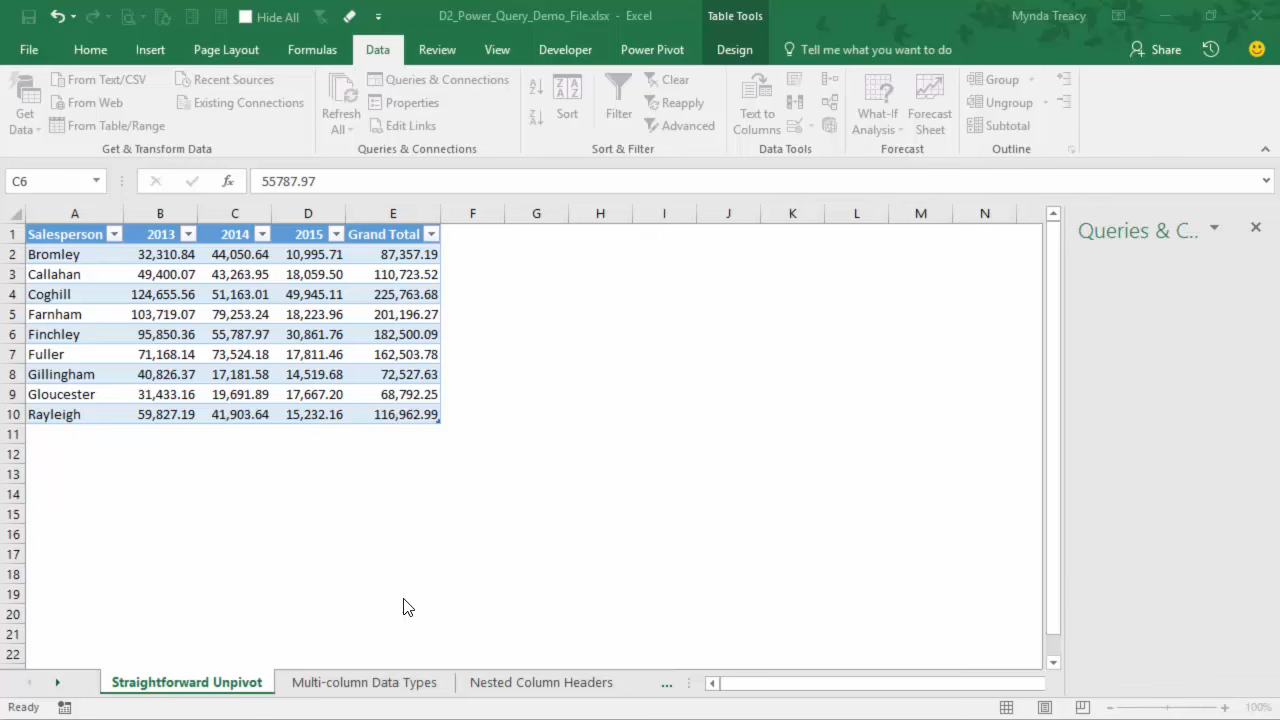 Hide All D2_Power_Query_Demo_File.xlsx - Excel Table Tools Mynda Treacy
File Home Insert Page Layout Formulas Data Review View Developer Power Pivot Design Tell me what you want to do Share
Get Data
From Text/CSV
From Web
From Table/Range
Recent Sources
Existing Connections
Get & Transform Data
Refresh All
Queries & Connections
Properties
Edit Links
Queries & Connections
Sort
Filter
Clear
Reapply
Advanced
Sort & Filter
Text to Columns
Data Tools
What-If Analysis
Forecast Sheet
Forecast
Group
Ungroup
Subtotal
Outline
C6 fx 55787.97
A B C D E F G H I J K L M N
1 Salesperson 2013 2014 2015 Grand Total
2 Bromley 32,310.84 44,050.64 10,995.71 87,357.19
3 Callahan 49,400.07 43,263.95 18,059.50 110,723.52
4 Coghill 124,655.56 51,163.01 49,945.11 225,763.68
5 Farnham 103,719.07 79,253.24 18,223.96 201,196.27
6 Finchley 95,850.36 55,787.97 30,861.76 182,500.09
7 Fuller 71,168.14 73,524.18 17,811.46 162,503.78
8 Gillingham 40,826.37 17,181.58 14,519.68 72,527.63
9 Gloucester 31,433.16 19,691.89 17,667.20 68,792.25
10 Rayleigh 59,827.19 41,903.64 15,232.16 116,962.99
11
12
13
14
15
16
17
18
19
20
21
22
Queries & C..
Straightforward Unpivot Multi-column Data Types Nested Column Headers ...
Ready 100%